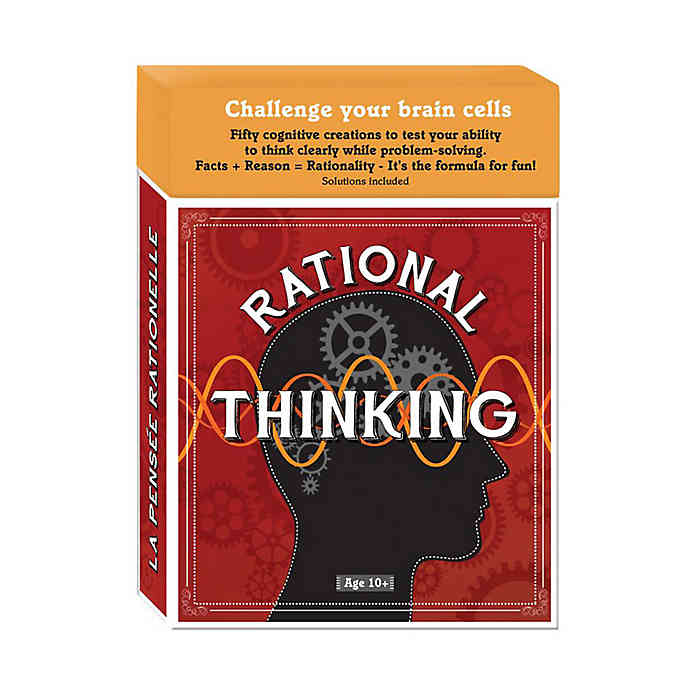 Challenge your brain cells
Fifty cognitive creations to test your ability
to think clearly while problem-solving.
Facts + Reason = Rationality - It's the formula for fun!
Solutions Included
RATIONAL
THINKING
Age 10+
LA PENSÉE RATIONELLE